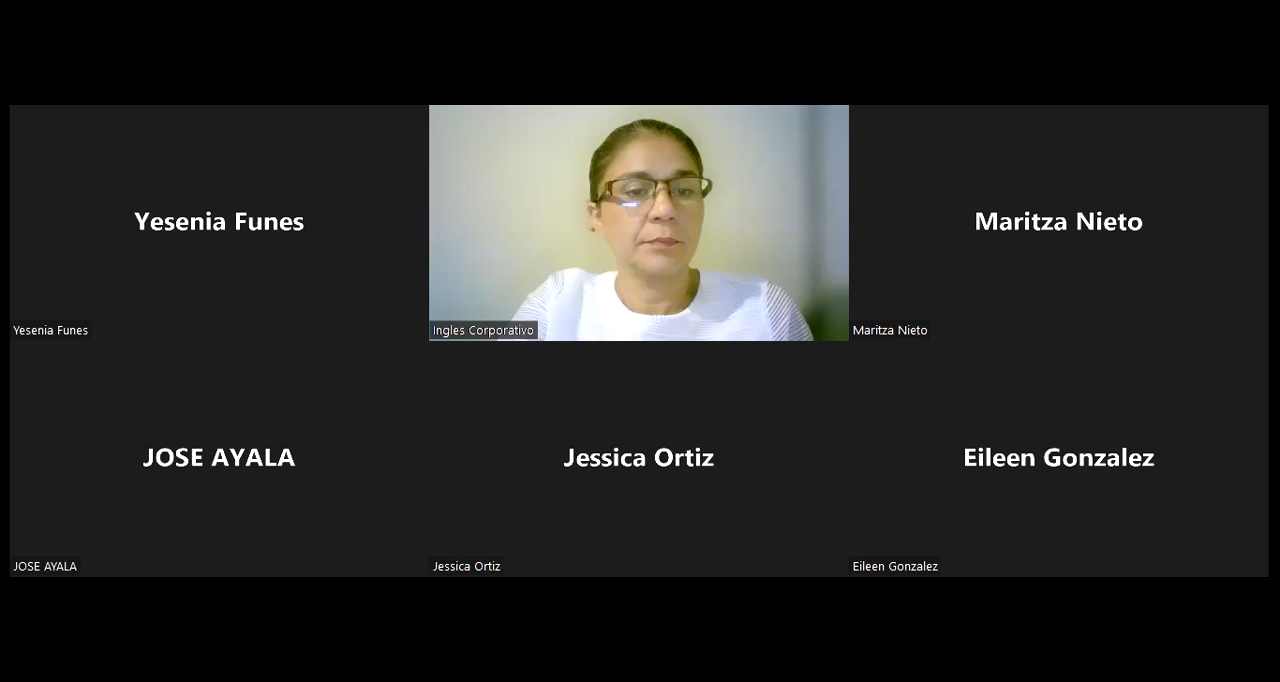 Yesenia Funes
Maritza Nieto
Yesenia Funes
Ingles Corporativo
Maritza Nieto
JOSE AYALA
Jessica Ortiz
Eileen Gonzalez
JOSE AYALA
Jessica Ortiz
Eileen Gonzalez